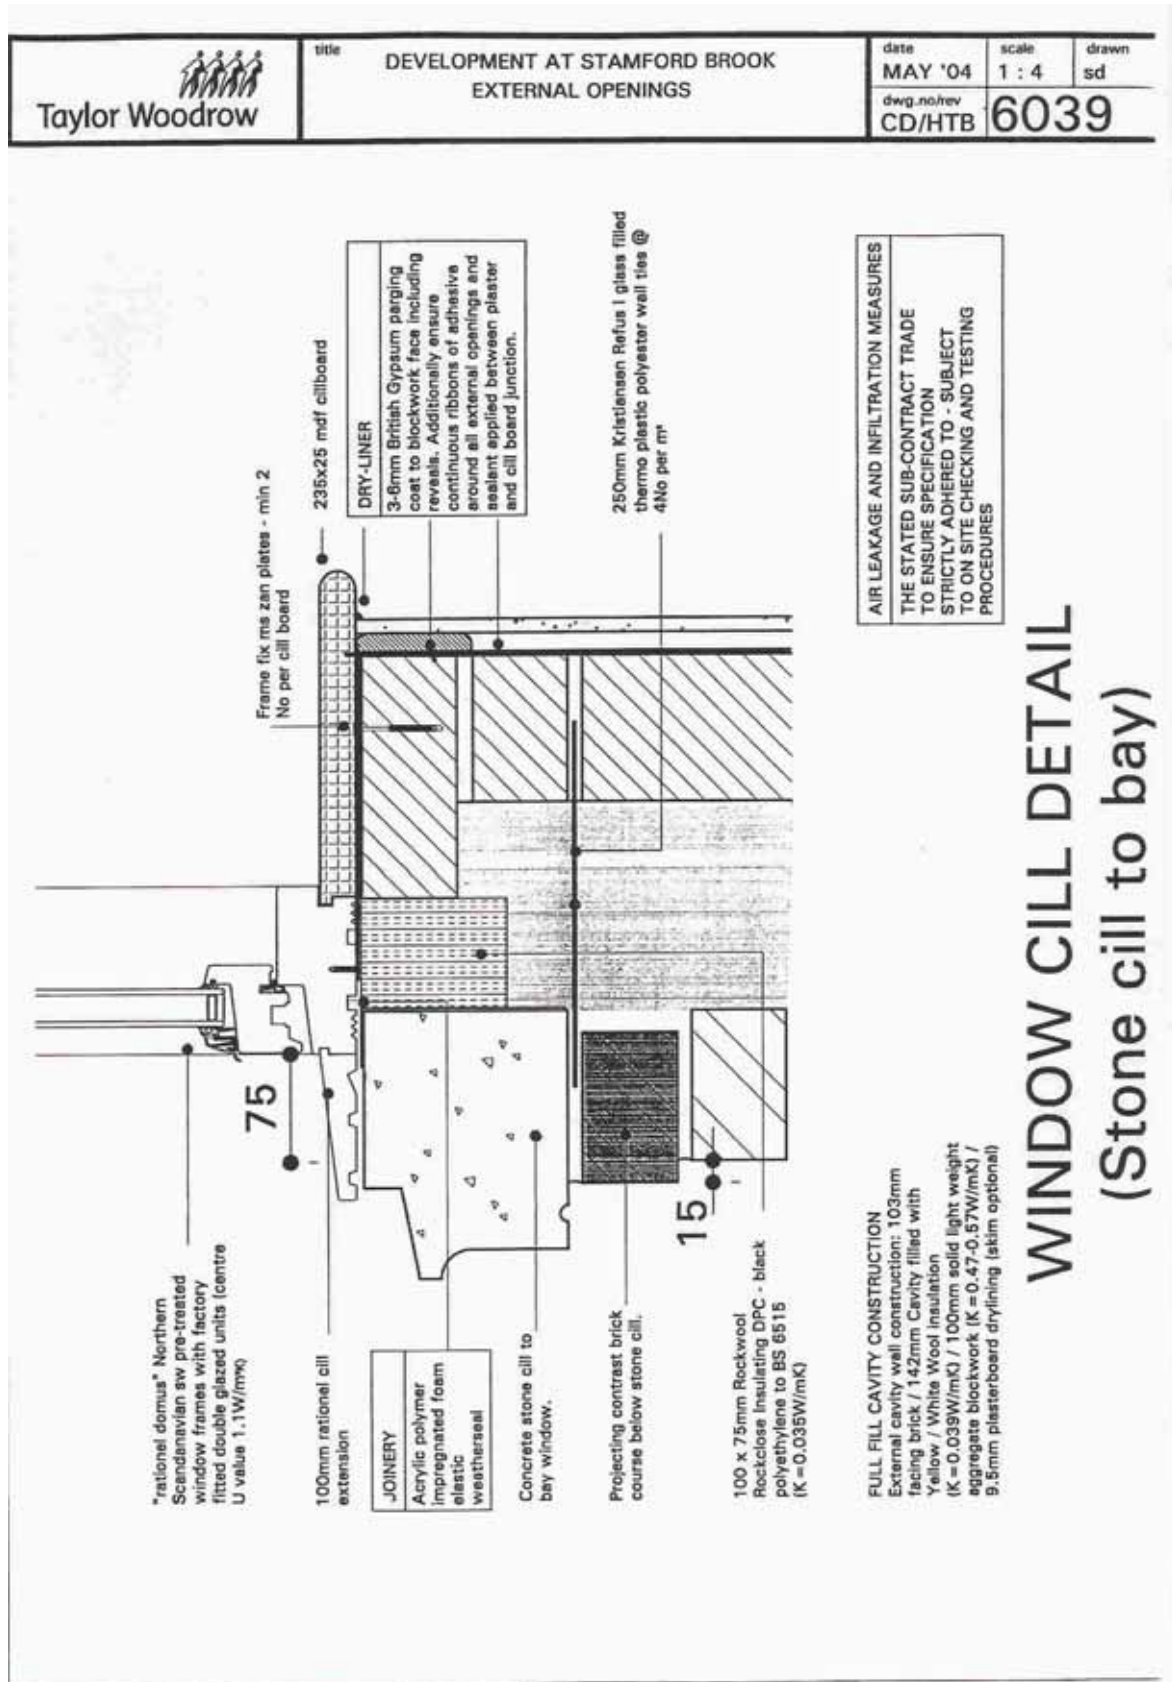 Taylor Woodrow
title
DEVELOPMENT AT STAMFORD BROOK
EXTERNAL OPENINGS
date
MAY '04
scale
1 : 4
drawn
sd
dwg.no/rev
CD/HTB
6039
"rationel domus" Northern
Scandanavian sw pre-treated
window frames with factory
fitted double glazed units (centre
U value 1.1W/m²K)
100mm rational cill
extension
JOINERY
Acrylic polymer
impregnated foam
elastic
weatherseal
Concrete stone cill to
bay window.
Projecting contrast brick
course below stone cill.
100 x 75mm Rockwool
Rockclose Insulating DPC - black
polyethylene to BS 6515
(K=0.035W/mK)
75
15
Frame fix ms zan plates - min 2
No per cill board
235x25 mdf cillboard
DRY-LINER
3-6mm British Gypsum parging
coat to blockwork face including
reveals. Additionally ensure
continuous ribbons of adhesive
around all external openings and
sealant applied between plaster
and cill board junction.
250mm Kristiansen Refus I glass filled
thermo plastic polyester wall ties @
4No per m²
FULL FILL CAVITY CONSTRUCTION
External cavity wall construction: 103mm
facing brick / 142mm Cavity filled with
Yellow / White Wool insulation
(K=0.039W/mK) / 100mm solid light weight
aggregate blockwork (K=0.47-0.57W/mK) /
9.5mm plasterboard drylining (skim optional)
AIR LEAKAGE AND INFILTRATION MEASURES
THE STATED SUB-CONTRACT TRADE
TO ENSURE SPECIFICATION
STRICTLY ADHERED TO - SUBJECT
TO ON SITE CHECKING AND TESTING
PROCEDURES
WINDOW CILL DETAIL
(Stone cill to bay)